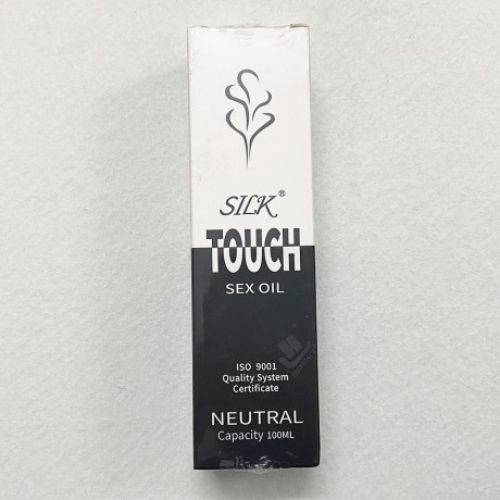 SILK®
TOUCH
SEX OIL
ISO 9001
Quality System
Certificate
NEUTRAL
Capacity 100ML